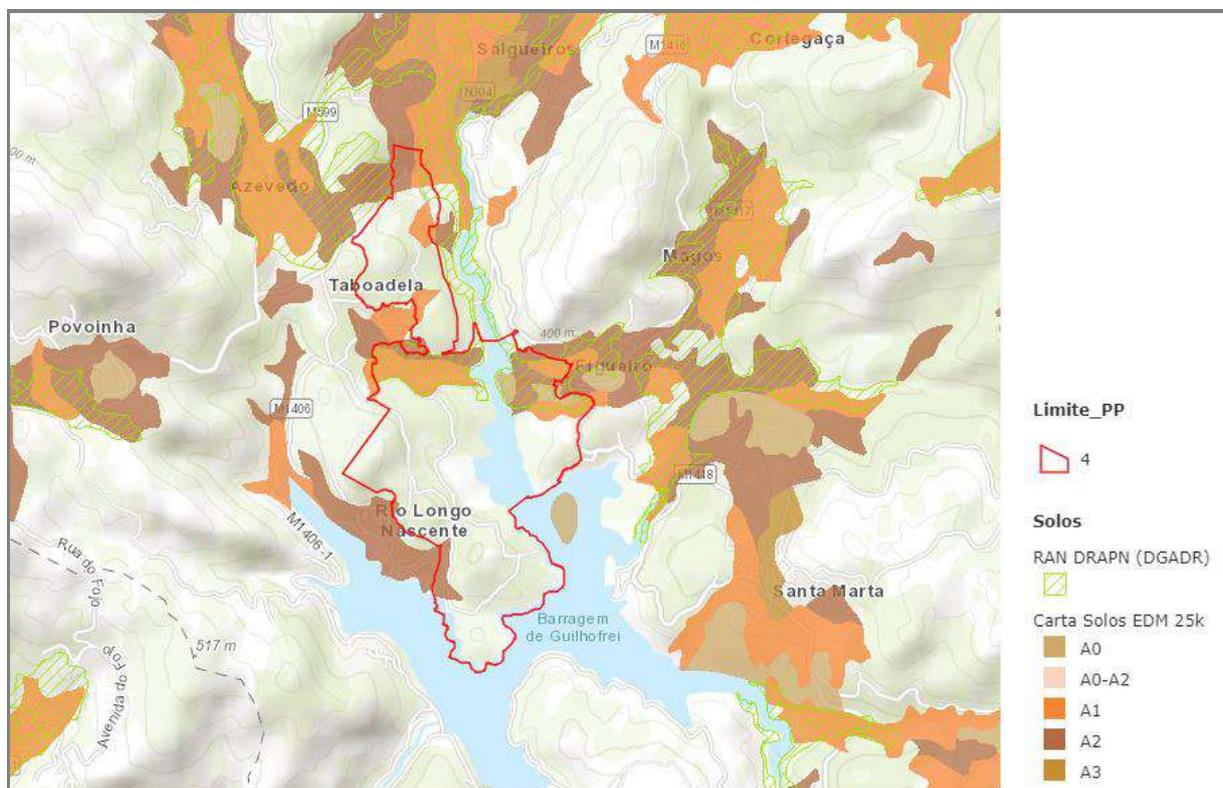 Salgueiros
M1416
Cortegaça
N304
M599
00 m
Azevedo
M1417
Magos
Taboadela
Povoinha
400 m
Figueiró
M1406
M1418
Rio Longo
Nascente
M1406-1
Rua do Fojo
Santa Marta
Barragem
de Guilhofrei
517 m
Avenida do Fojo
Limite_PP
4
Solos
RAN DRAPN (DGADR)
Carta Solos EDM 25k
A0
A0-A2
A1
A2
A3